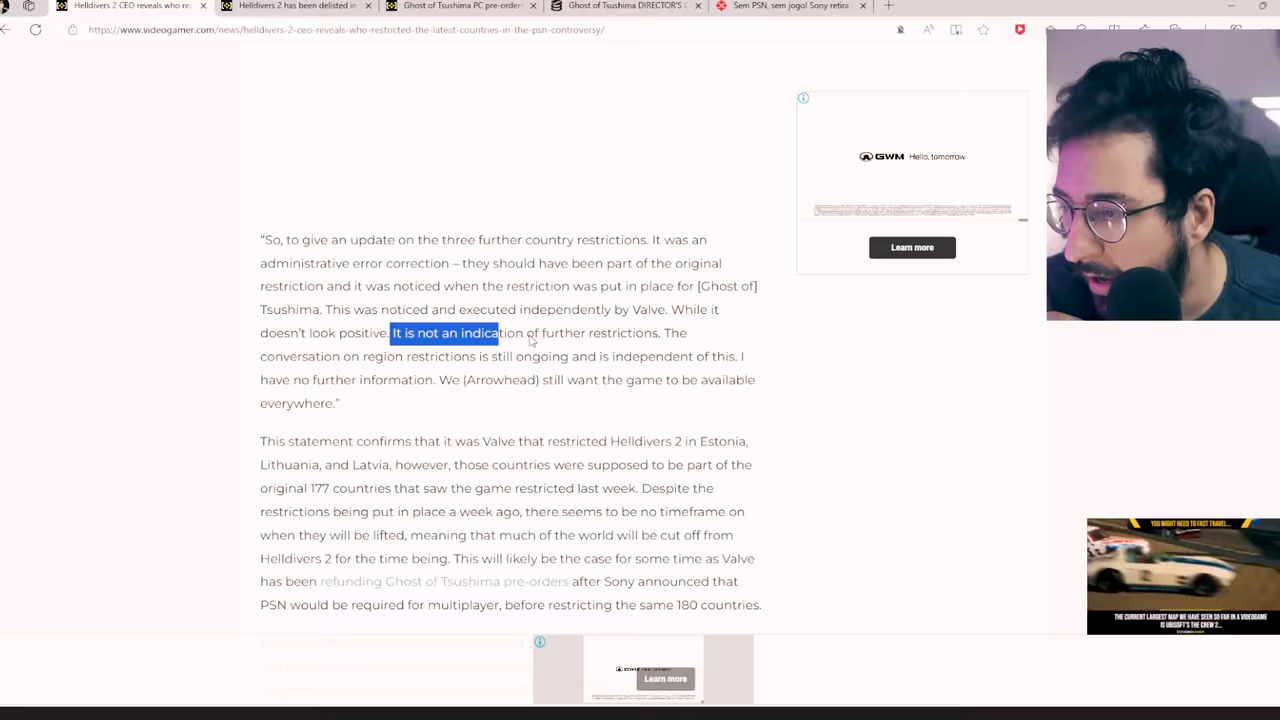 Helldivers 2 CEO reveals who res
Helldivers 2 has been delisted in
Ghost of Tsushima PC pre-orders
Ghost of Tsushima DIRECTOR'S C
Sem PSN, sem jogo! Sony retira
https://www.videogamer.com/news/helldivers-2-ceo-reveals-who-restricted-the-latest-countries-in-the-psn-controversy/
GWM Hello, tomorrow.
Learn more
“So, to give an update on the three further country restrictions. It was an
administrative error correction – they should have been part of the original
restriction and it was noticed when the restriction was put in place for [Ghost of]
Tsushima. This was noticed and executed independently by Valve. While it
doesn’t look positive. It is not an indication of further restrictions. The
conversation on region restrictions is still ongoing and is independent of this. I
have no further information. We (Arrowhead) still want the game to be available
everywhere.”
This statement confirms that it was Valve that restricted Helldivers 2 in Estonia,
Lithuania, and Latvia, however, those countries were supposed to be part of the
original 177 countries that saw the game restricted last week. Despite the
restrictions being put in place a week ago, there seems to be no timeframe on
when they will be lifted, meaning that much of the world will be cut off from
Helldivers 2 for the time being. This will likely be the case for some time as Valve
has been refunding Ghost of Tsushima pre-orders after Sony announced that
PSN would be required for multiplayer, before restricting the same 180 countries.
YOU MIGHT NEED TO FAST TRAVEL...
THE CURRENT LARGEST MAP WE HAVE SEEN SO FAR IN A VIDEOGAME
IS UBISOFT'S THE CREW 2...
Learn more